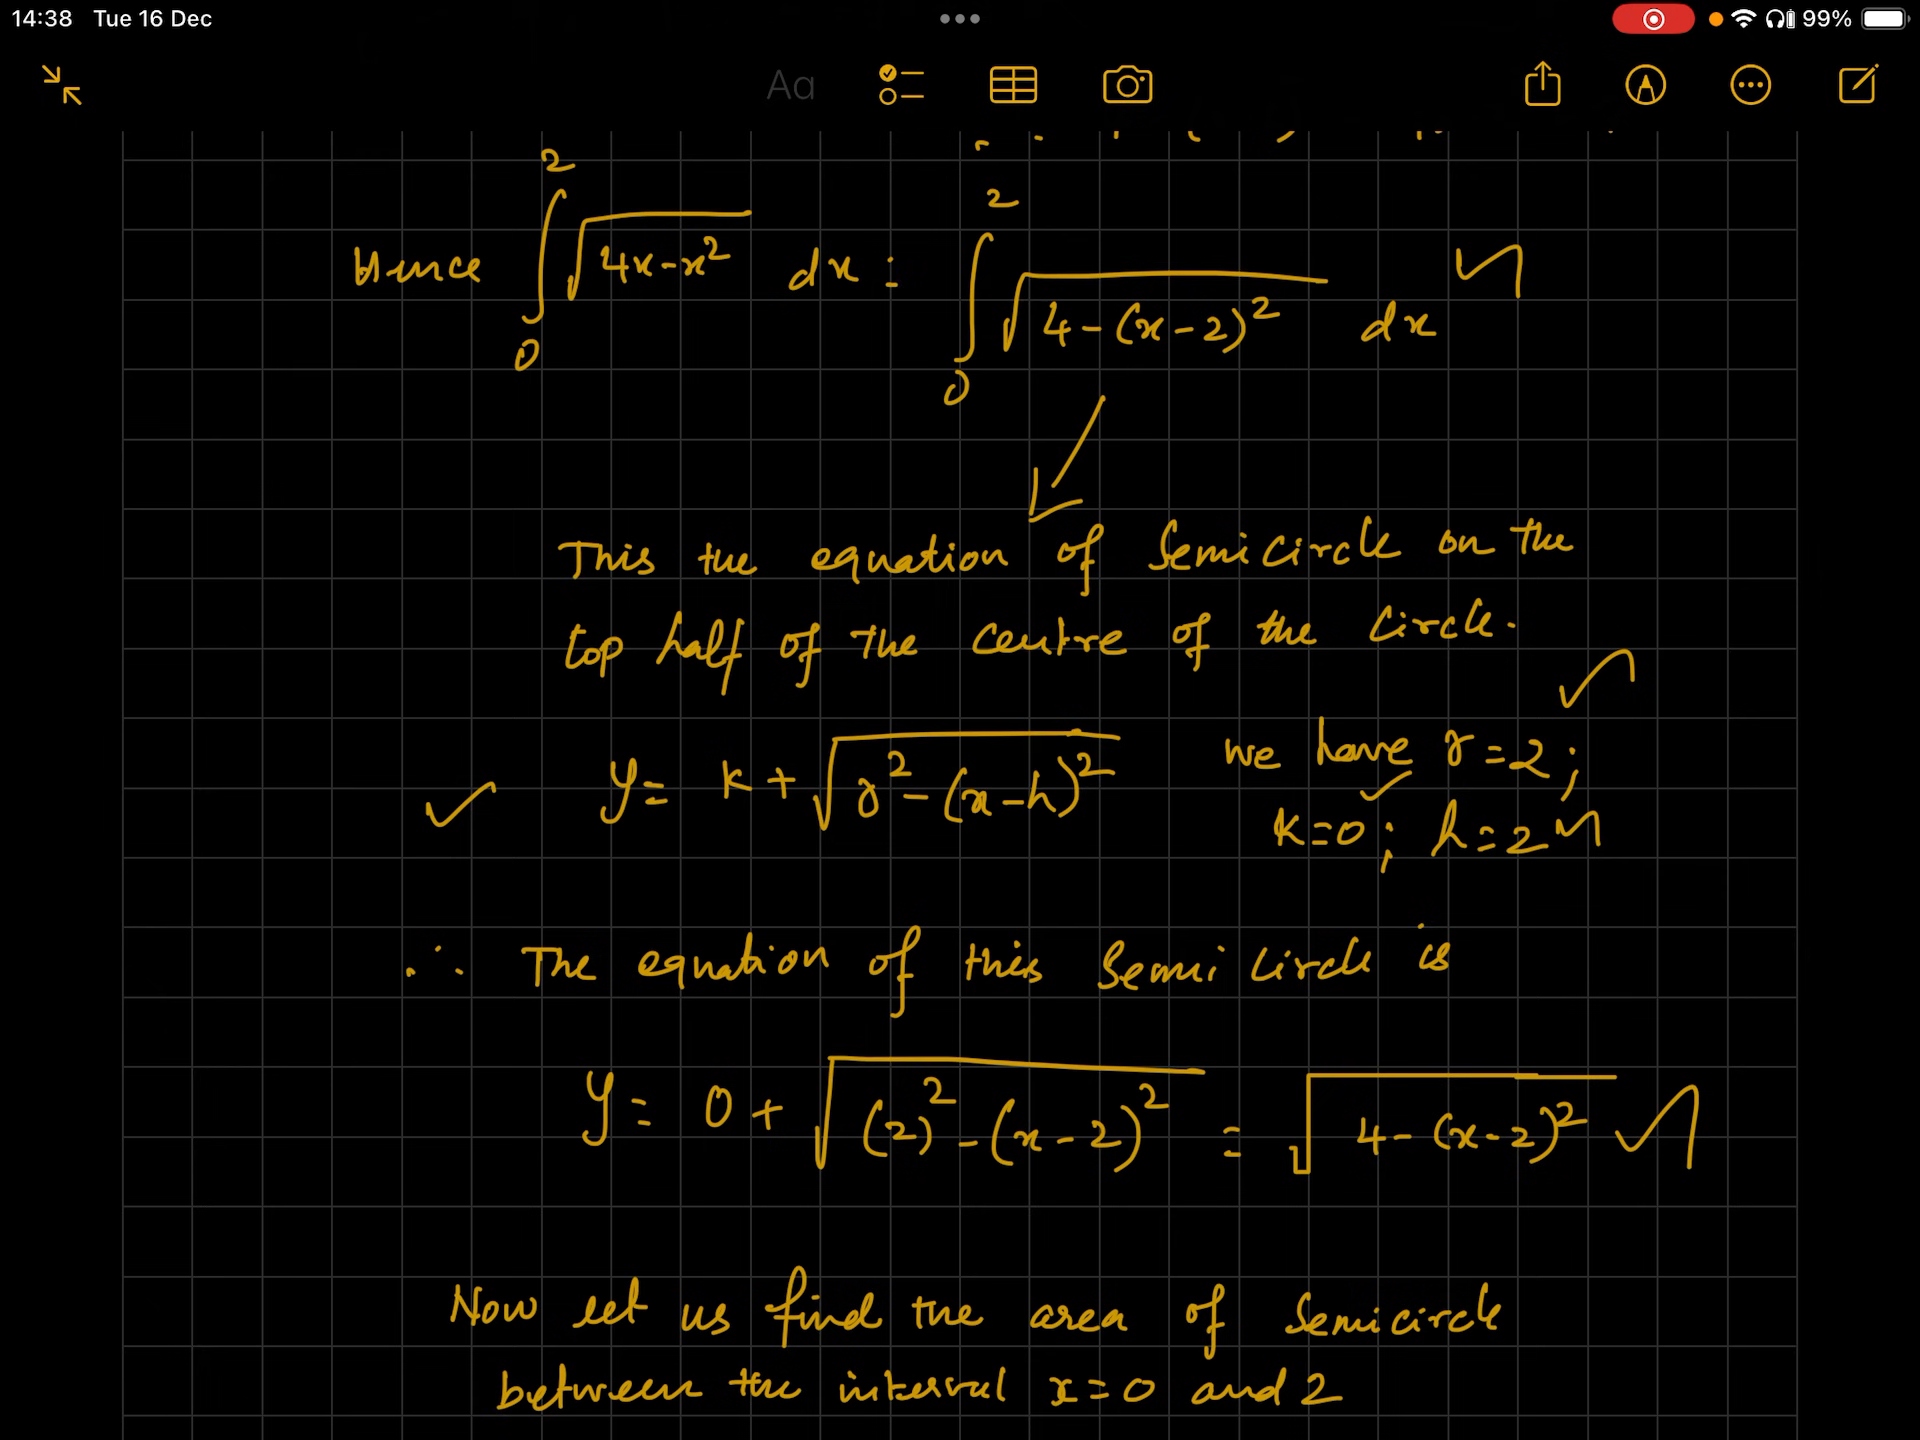 14:38 Tue 16 Dec 99%
Aa
Hence ∫₀² √(4x-x²) dx = ∫₀² √(4-(x-2)²) dx
This the equation of Semicircle on the
top half of the centre of the circle.
y = k + √(r²-(x-h)²) we have r=2;
k=0; h=2
∴ The equation of this Semi circle is
y = 0 + √((2)²-(x-2)²) = √(4-(x-2)²)
Now let us find the area of Semicircle
between the interval x=0 and 2